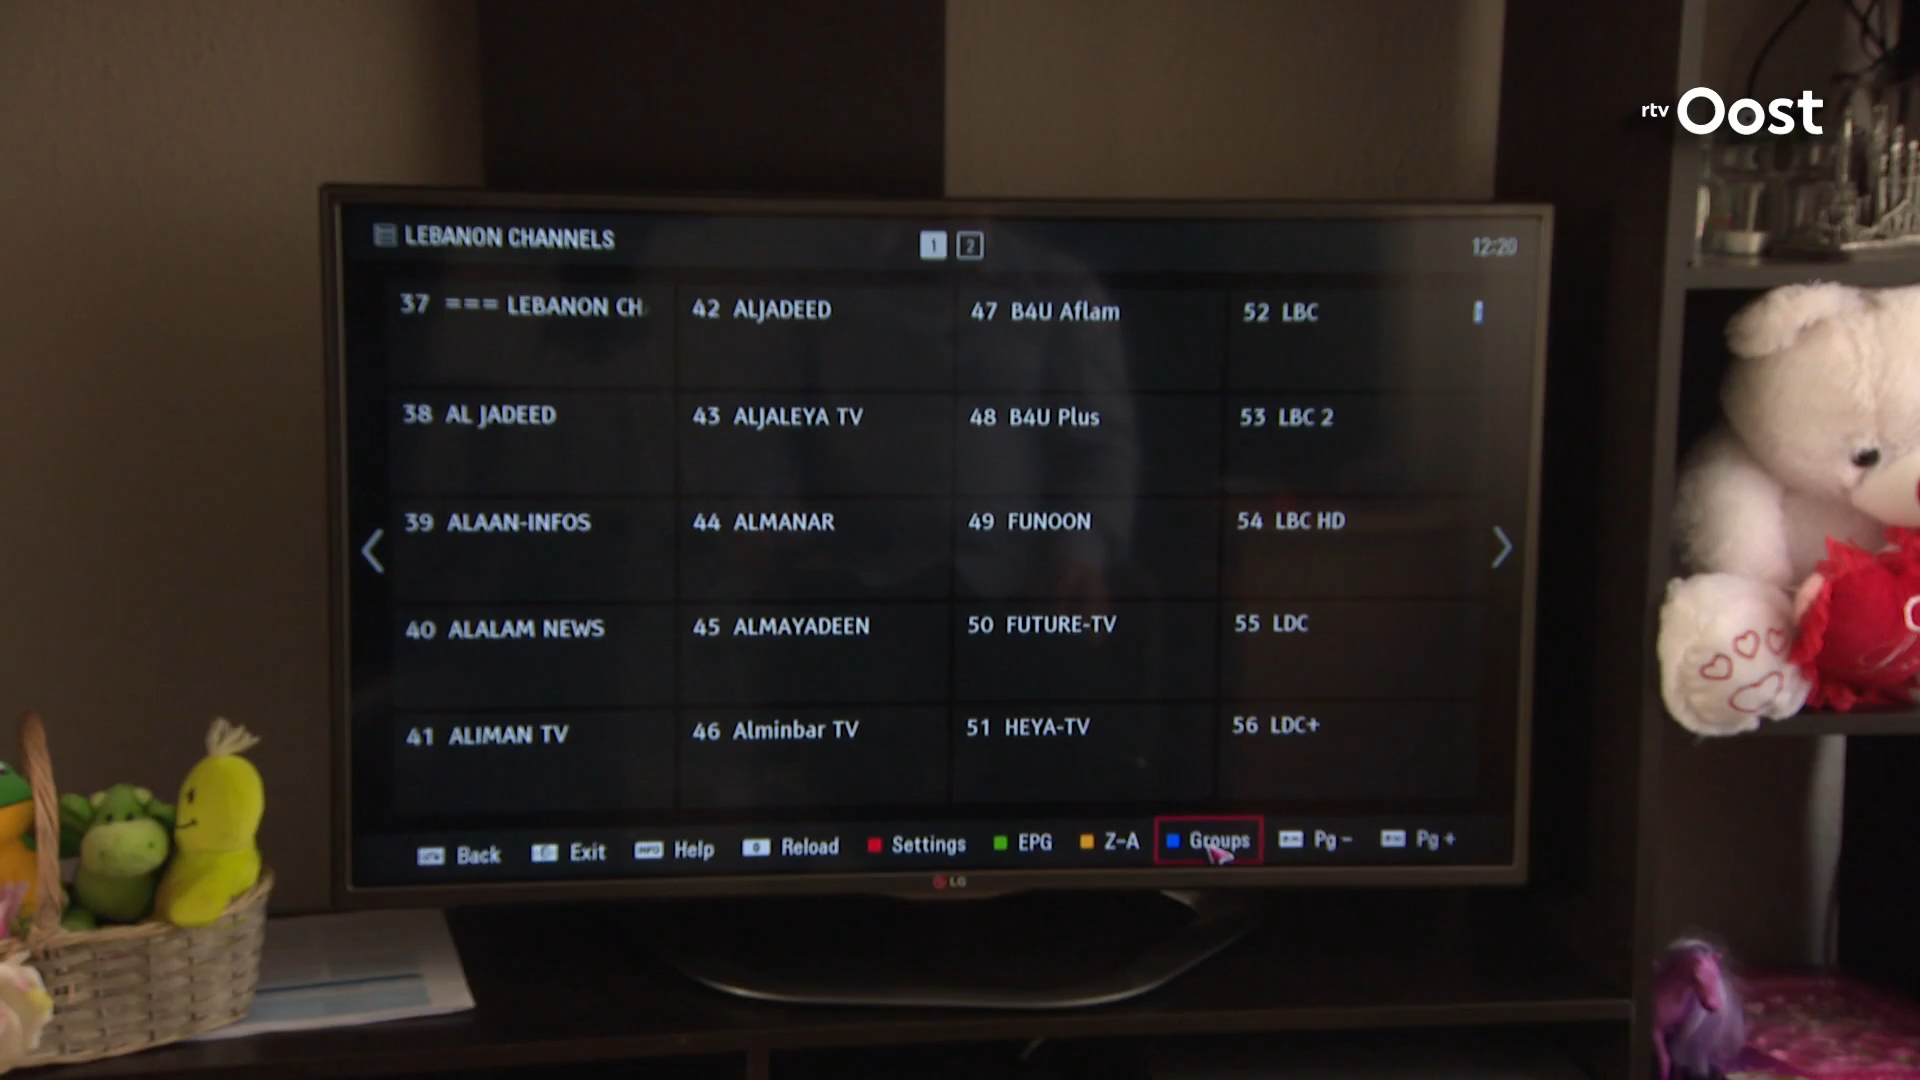 rtv Oost
LEBANON CHANNELS
1 2
12:20
37 === LEBANON CH
42 ALJADEED
47 B4U Aflam
52 LBC
38 AL JADEED
43 ALJALEYA TV
48 B4U Plus
53 LBC 2
39 ALAAN-INFOS
44 ALMANAR
49 FUNOON
54 LBC HD
40 ALALAM NEWS
45 ALMAYADEEN
50 FUTURE-TV
55 LDC
41 ALIMAN TV
46 Alminbar TV
51 HEYA-TV
56 LDC+
Back Exit Help Reload Settings EPG Z-A Groups Pg - Pg +
LG